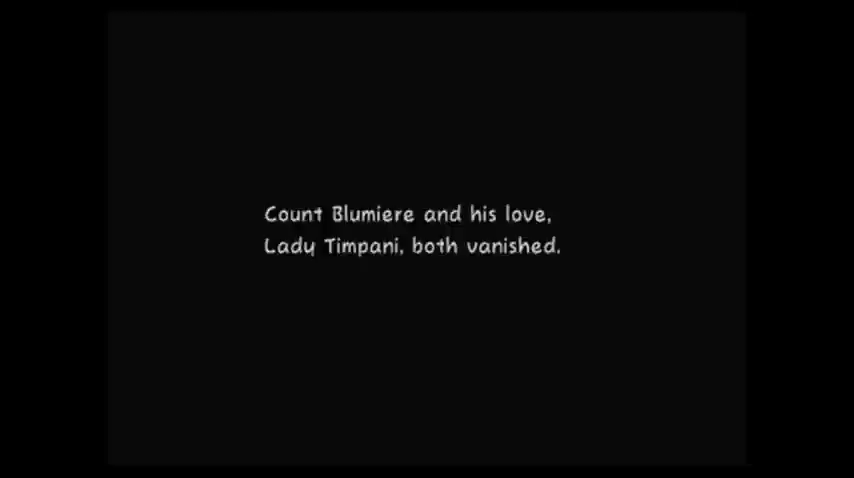 Count Blumiere and his love,
Lady Timpani, both vanished.